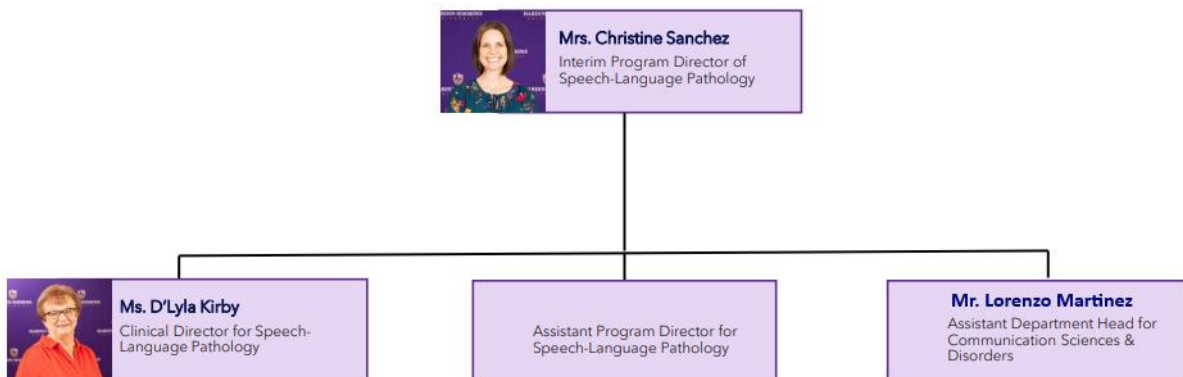 Mrs. Christine Sanchez
Interim Program Director of
Speech-Language Pathology
Ms. D'Lyla Kirby
Clinical Director for Speech-
Language Pathology
Assistant Program Director for
Speech-Language Pathology
Mr. Lorenzo Martinez
Assistant Department Head for
Communication Sciences &
Disorders